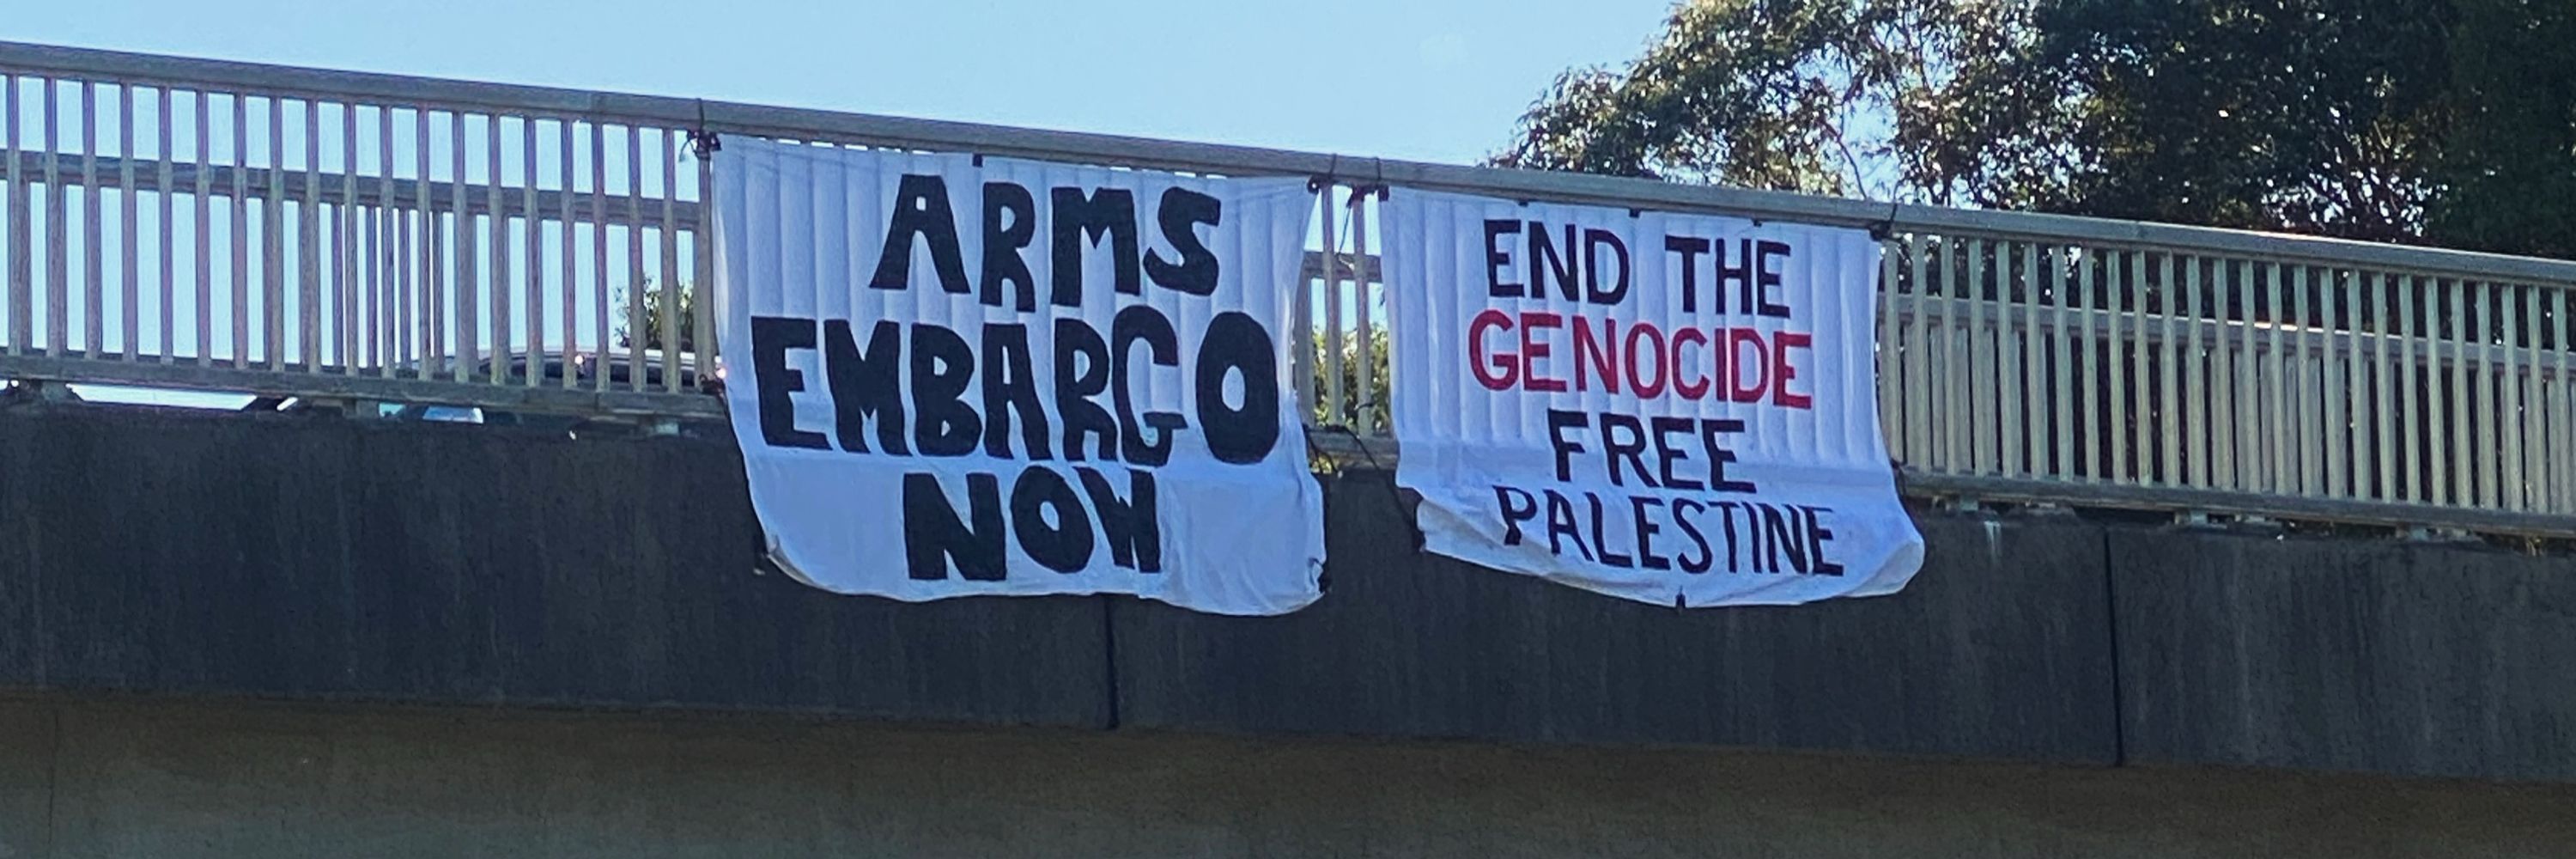 ARMS
EMBARGO
NOW
END THE
GENOCIDE
FREE
PALESTINE